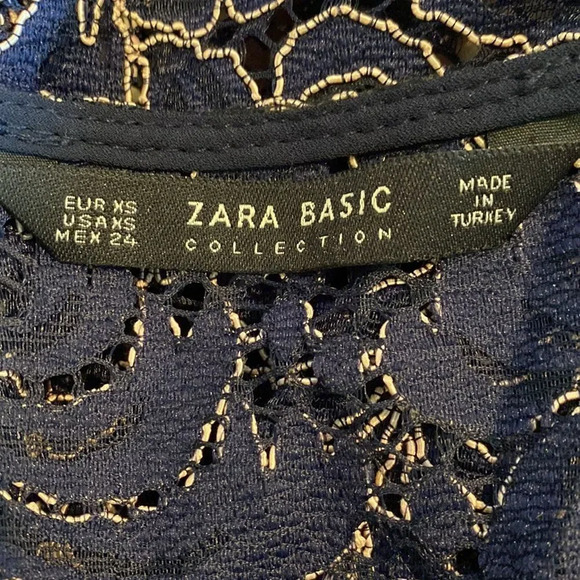 EUR XS
USA XS
MEX 24
ZARA BASIC
COLLECTION
MADE
IN
TURKEY